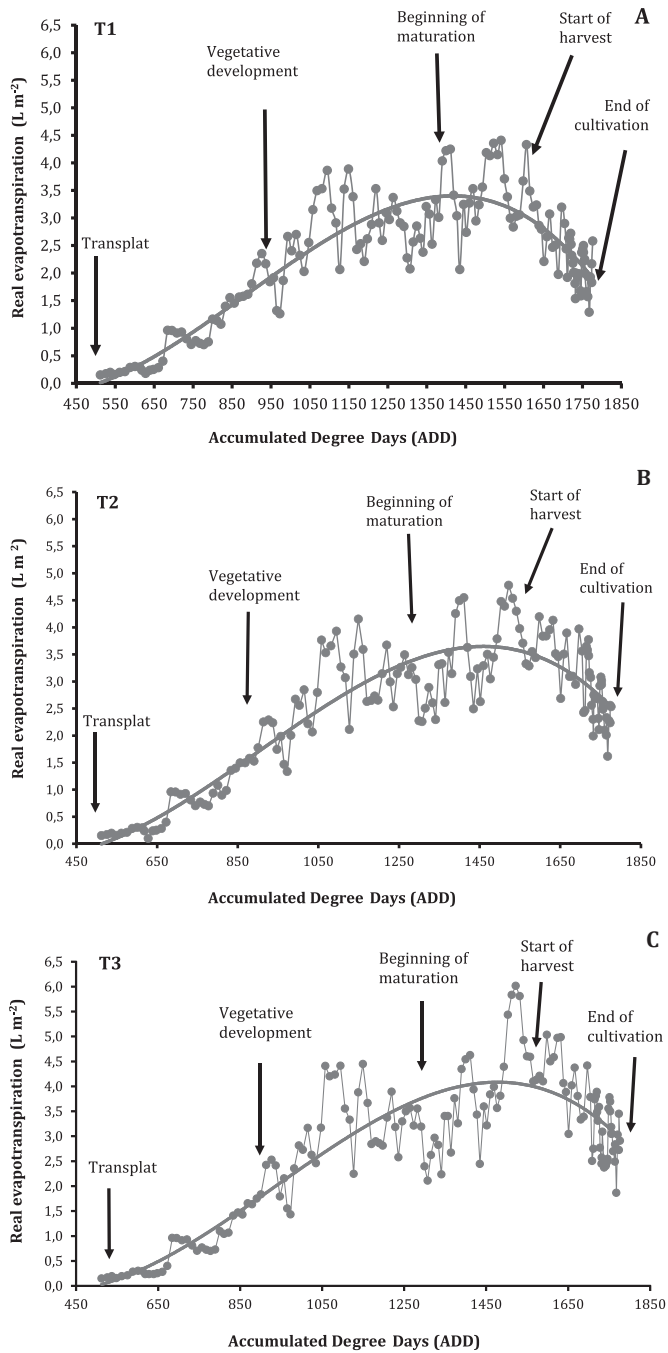 T1
A
Beginning of
maturation
Start of
harvest
Vegetative
development
End of
cultivation
Transplat
Real evapotranspiration (L m-2)
6,5
6,0
5,5
5,0
4,5
4,0
3,5
3,0
2,5
2,0
1,5
1,0
0,5
0,0
450 550 650 750 850 950 1050 1150 1250 1350 1450 1550 1650 1750 1850
Accumulated Degree Days (ADD)
T2
B
Beginning of
maturation
Start of
harvest
Vegetative
development
End of
cultivation
Transplat
Real evapotranspiration (L m 2)
6,5
6,0
5,5
5,0
4,5
4,0
3,5
3,0
2,5
2,0
1,5
1,0
0,5
0,0
450 650 850 1050 1250 1450 1650 1850
Accumulated Degree Days (ADD)
T3
C
Beginning of
maturation
Start of
harvest
Vegetative
development
End of
cultivation
Transplat
Real evapotranspiration (L m-2)
6,5
6,0
5,5
5,0
4,5
4,0
3,5
3,0
2,5
2,0
1,5
1,0
0,5
0,0
450 650 850 1050 1250 1450 1650 1850
Accumulated Degree Days (ADD)